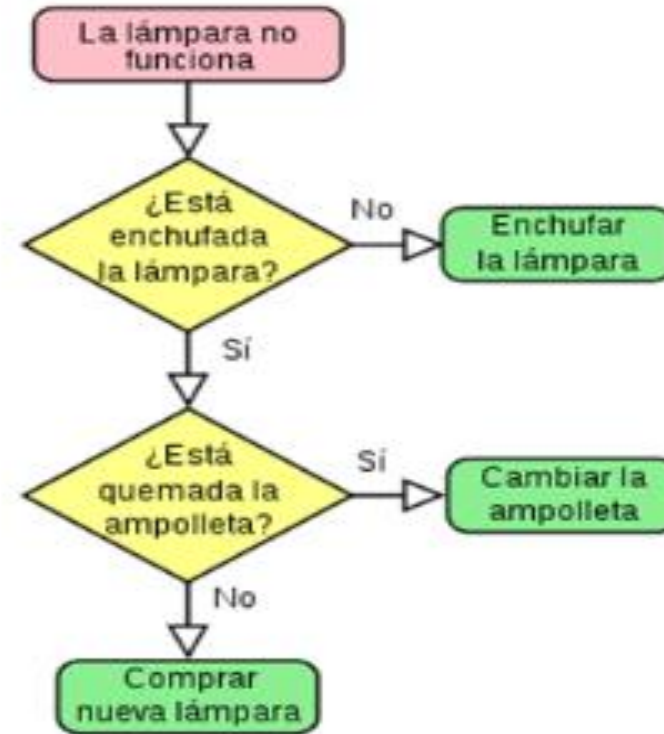 La lámpara no
funciona
¿Está
enchufada
la lámpara?
No
Enchufar
la lámpara
Sí
¿Está
quemada la
ampolleta?
Sí
Cambiar la
ampolleta
No
Comprar
nueva lámpara